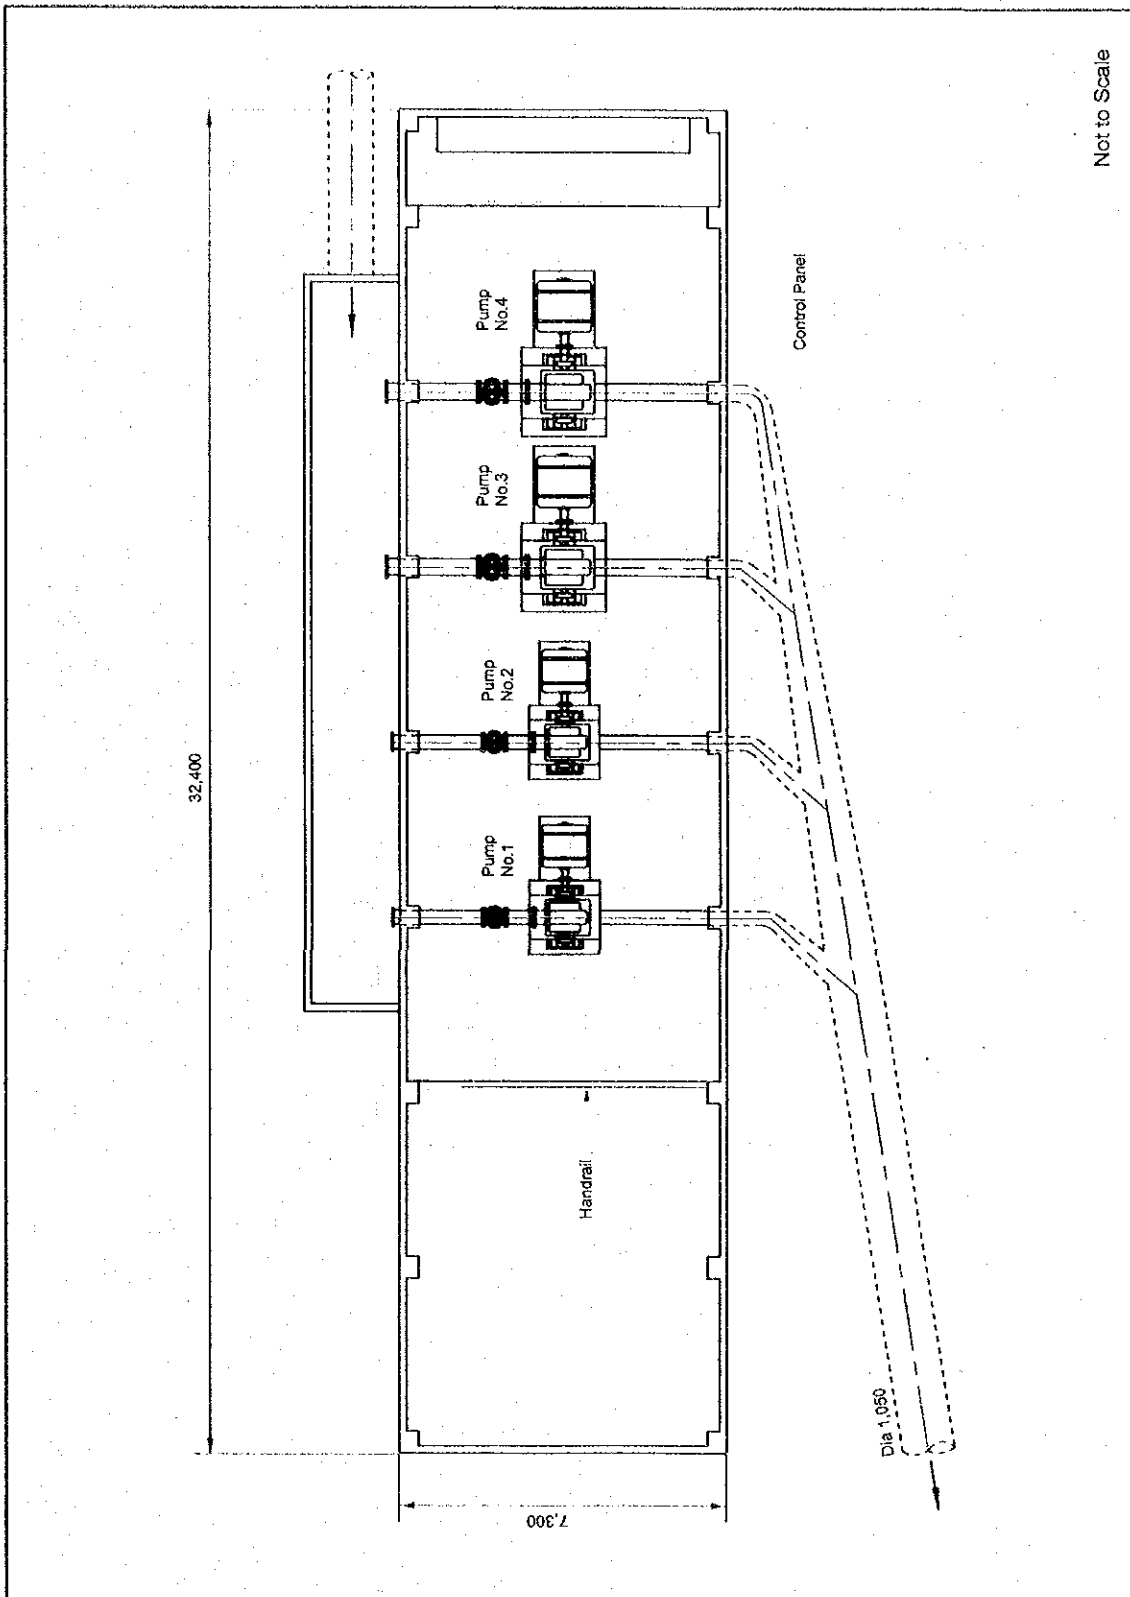 Not to Scale
32,400
Pump
No.1
Pump
No.2
Pump
No.3
Pump
No.4
Control Panel
Handrail
7,300
Dia 1,050